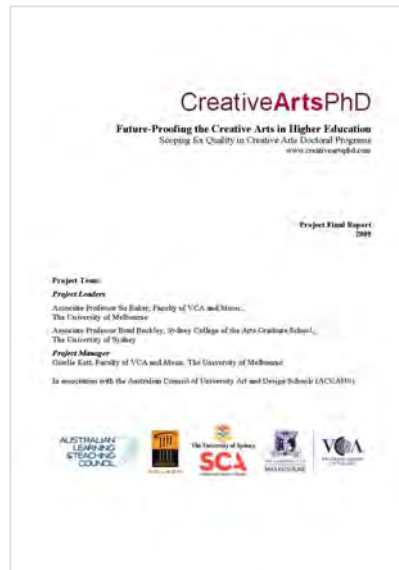 CreativeArtsPhD
Future-Proofing the Creative Arts in Higher Education
Scoping for Quality in Creative Arts Doctoral Programs
www.creativeartsphd.com
Project Final Report
2009
Project Team:
Project Leaders
Associate Professor Su Baker, Faculty of VCA and Music,
The University of Melbourne
Associate Professor Brad Buckley, Sydney College of the Arts Graduate School,
The University of Sydney
Project Manager
Giselle Kett, Faculty of VCA and Music, The University of Melbourne
In association with the Australian Council of University Art and Design Schools (ACUADS)
AUSTRALIAN
LEARNING
&TEACHING
COUNCIL
The University of Sydney
SCA
MELBOURNE
VCA